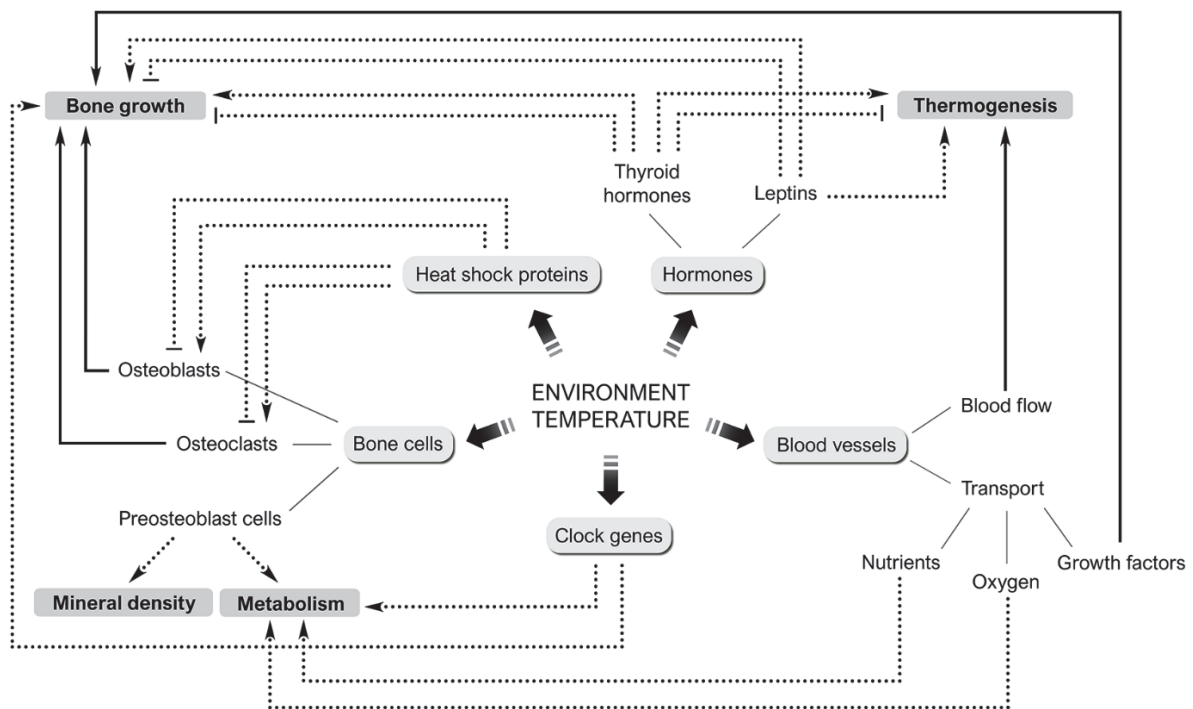 Bone growth
Thermogenesis
Thyroid
hormones
Leptins
Heat shock proteins
Hormones
Osteoblasts
ENVIRONMENT
TEMPERATURE
Blood flow
Osteoclasts
Bone cells
Blood vessels
Transport
Preosteoblast cells
Clock genes
Nutrients
Oxygen
Growth factors
Mineral density
Metabolism